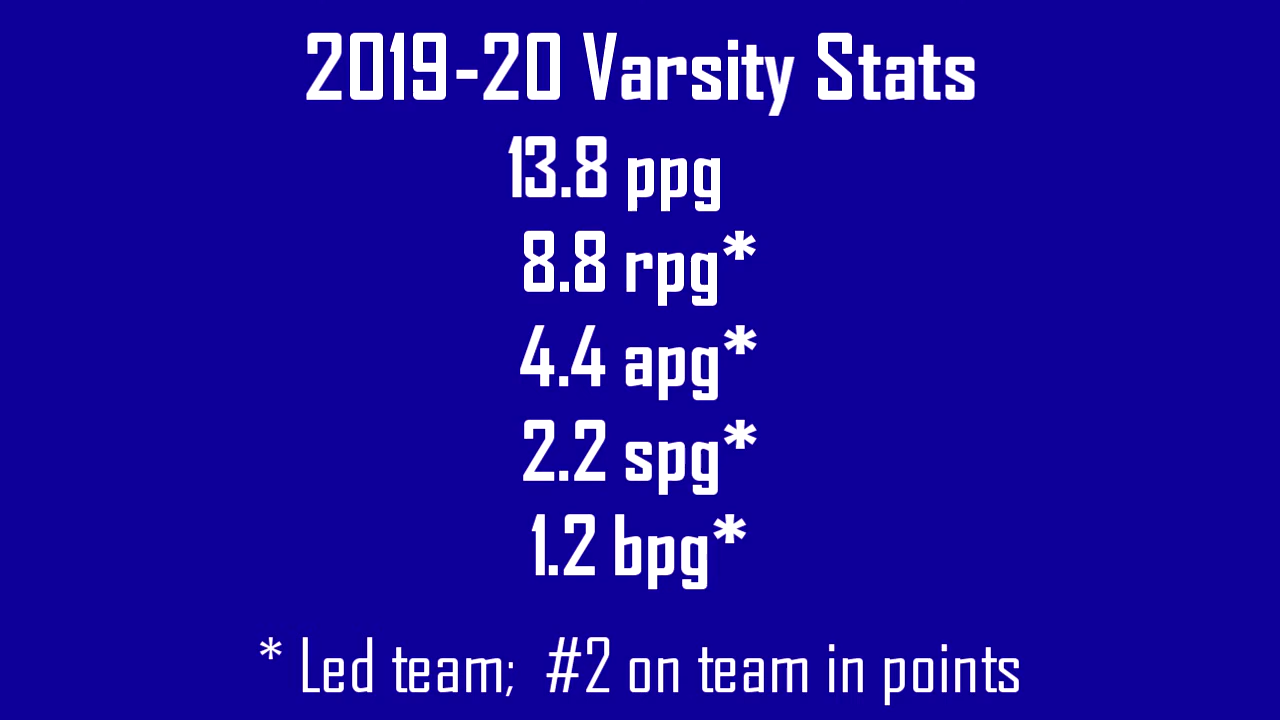 2019-20 Varsity Stats
13.8 ppg
8.8 rpg*
4.4 apg*
2.2 spg*
1.2 bpg*
* Led team;  #2 on team in points